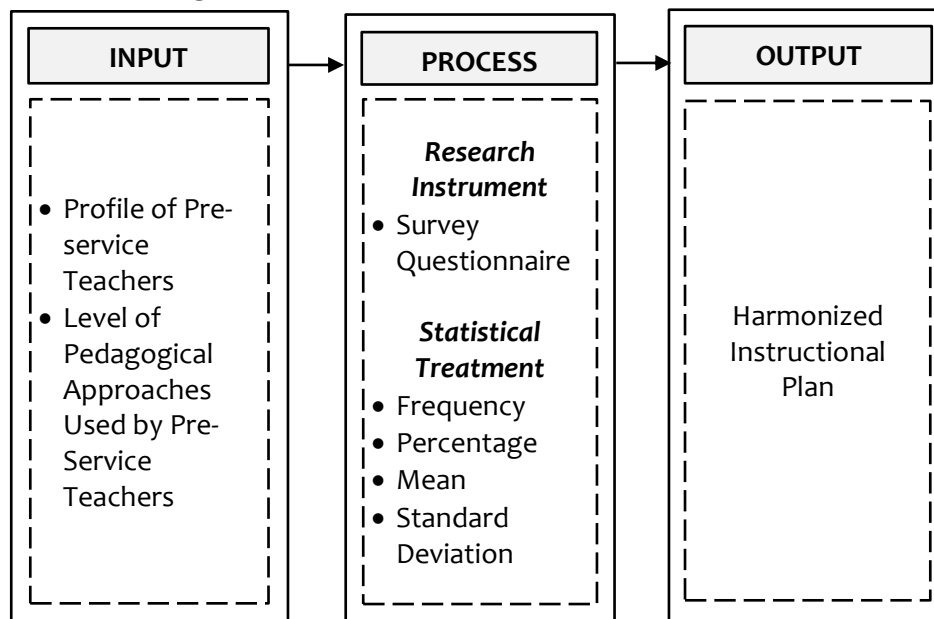 INPUT
• Profile of Pre-
service
Teachers
• Level of
Pedagogical
Approaches
Used by Pre-
Service
Teachers
PROCESS
Research
Instrument
• Survey
Questionnaire
Statistical
Treatment
• Frequency
• Percentage
• Mean
• Standard
Deviation
OUTPUT
Harmonized
Instructional
Plan